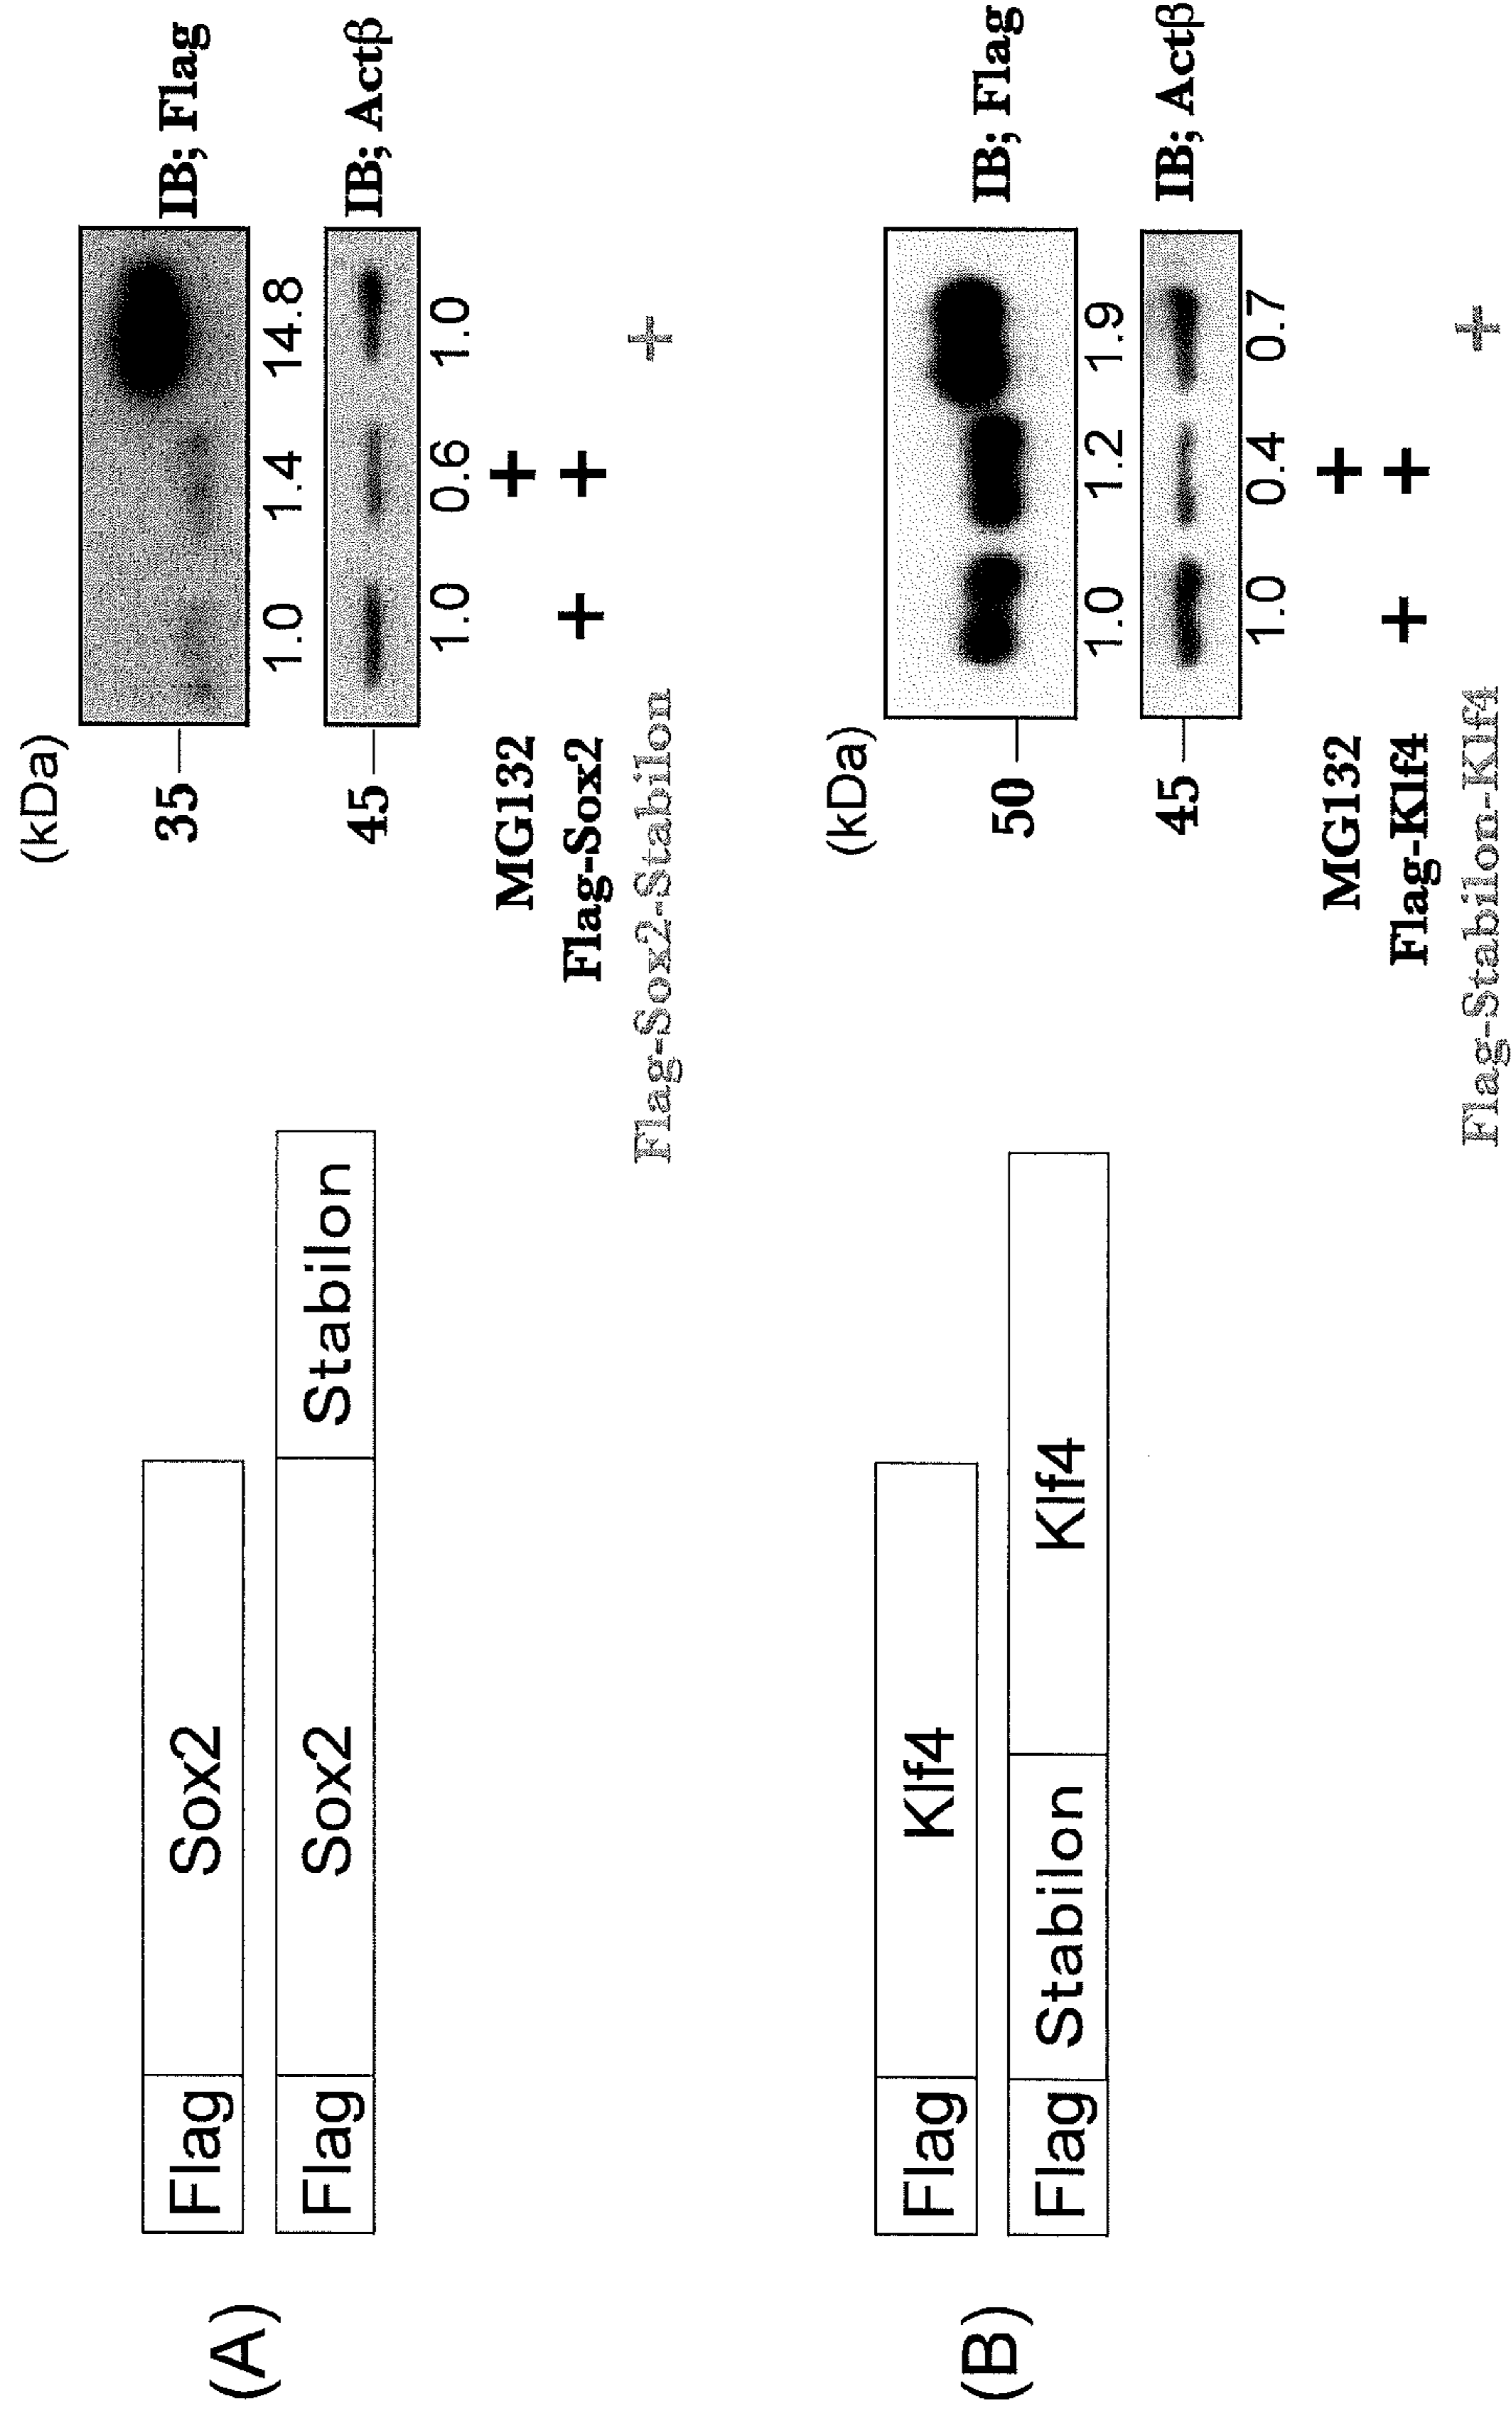 (A)
Flag Sox2
Flag Sox2 Stabilon
(kDa)
35 IB; Flag
1.0 1.4 14.8
45 IB; Actβ
1.0 0.6 1.0
MG132 +
Flag-Sox2 + +
Flag-Sox2-Stabilon +
(B)
Flag Klf4
Flag Stabilon Klf4
(kDa)
50 IB; Flag
1.0 1.2 1.9
45 IB; Actβ
1.0 0.4 0.7
MG132 +
Flag-Klf4 + +
Flag-Stabilon-Klf4 +